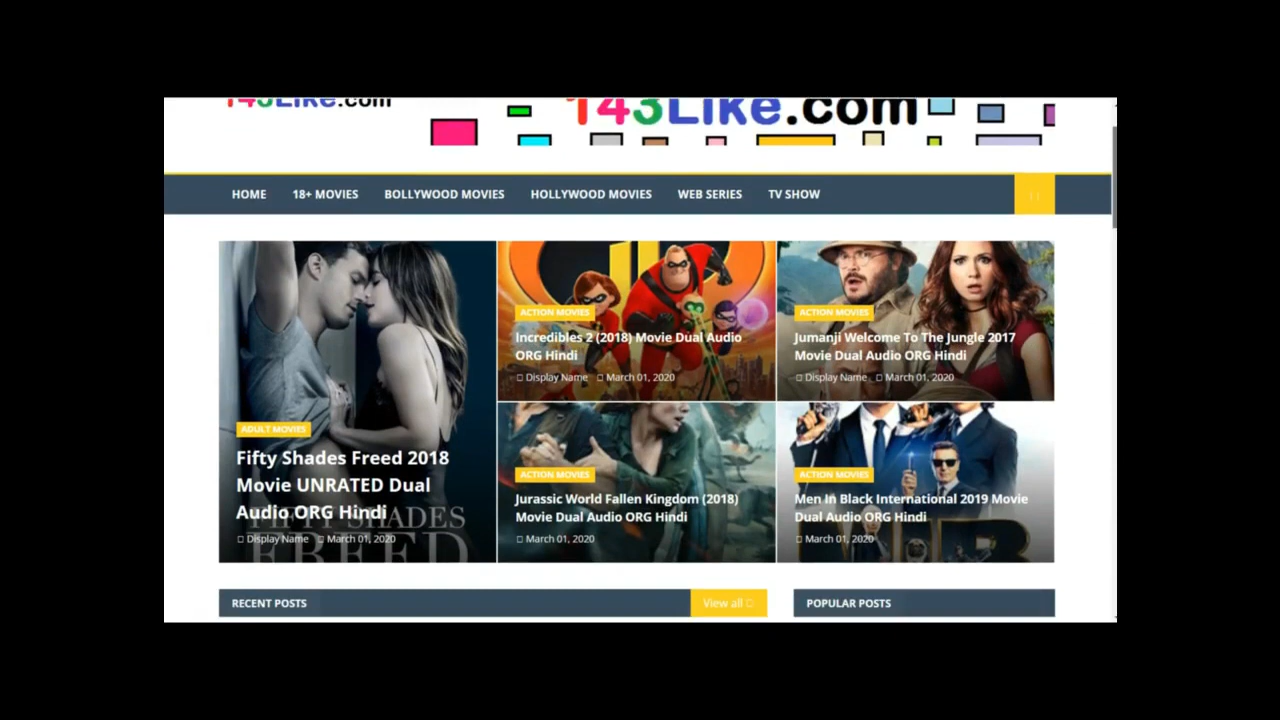 143Like.com
143Like.com
HOME 18+ MOVIES BOLLYWOOD MOVIES HOLLYWOOD MOVIES WEB SERIES TV SHOW
ADULT MOVIES
Fifty Shades Freed 2018
Movie UNRATED Dual
Audio ORG Hindi
Display Name March 01, 2020
FIFTY SHADES
FREED
ACTION MOVIES
Incredibles 2 (2018) Movie Dual Audio
ORG Hindi
Display Name March 01, 2020
ACTION MOVIES
Jumanji Welcome To The Jungle 2017
Movie Dual Audio ORG Hindi
Display Name March 01, 2020
ACTION MOVIES
Jurassic World Fallen Kingdom (2018)
Movie Dual Audio ORG Hindi
March 01, 2020
ACTION MOVIES
Men In Black International 2019 Movie
Dual Audio ORG Hindi
March 01, 2020
RECENT POSTS
View all
POPULAR POSTS